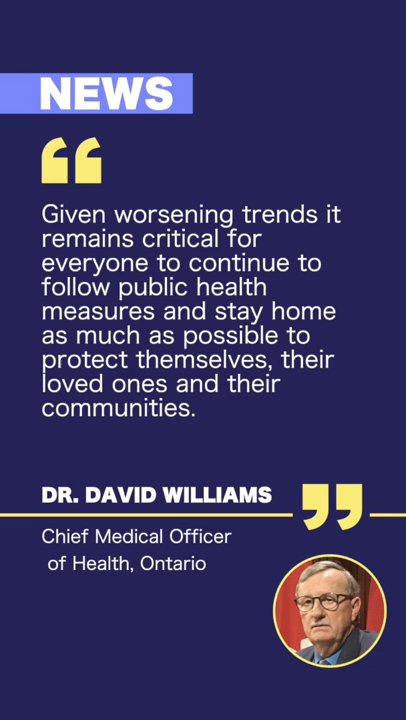 NEWS
“
Given worsening trends it
remains critical for
everyone to continue to
follow public health
measures and stay home
as much as possible to
protect themselves, their
loved ones and their
communities.
DR. DAVID WILLIAMS
”
Chief Medical Officer
of Health, Ontario